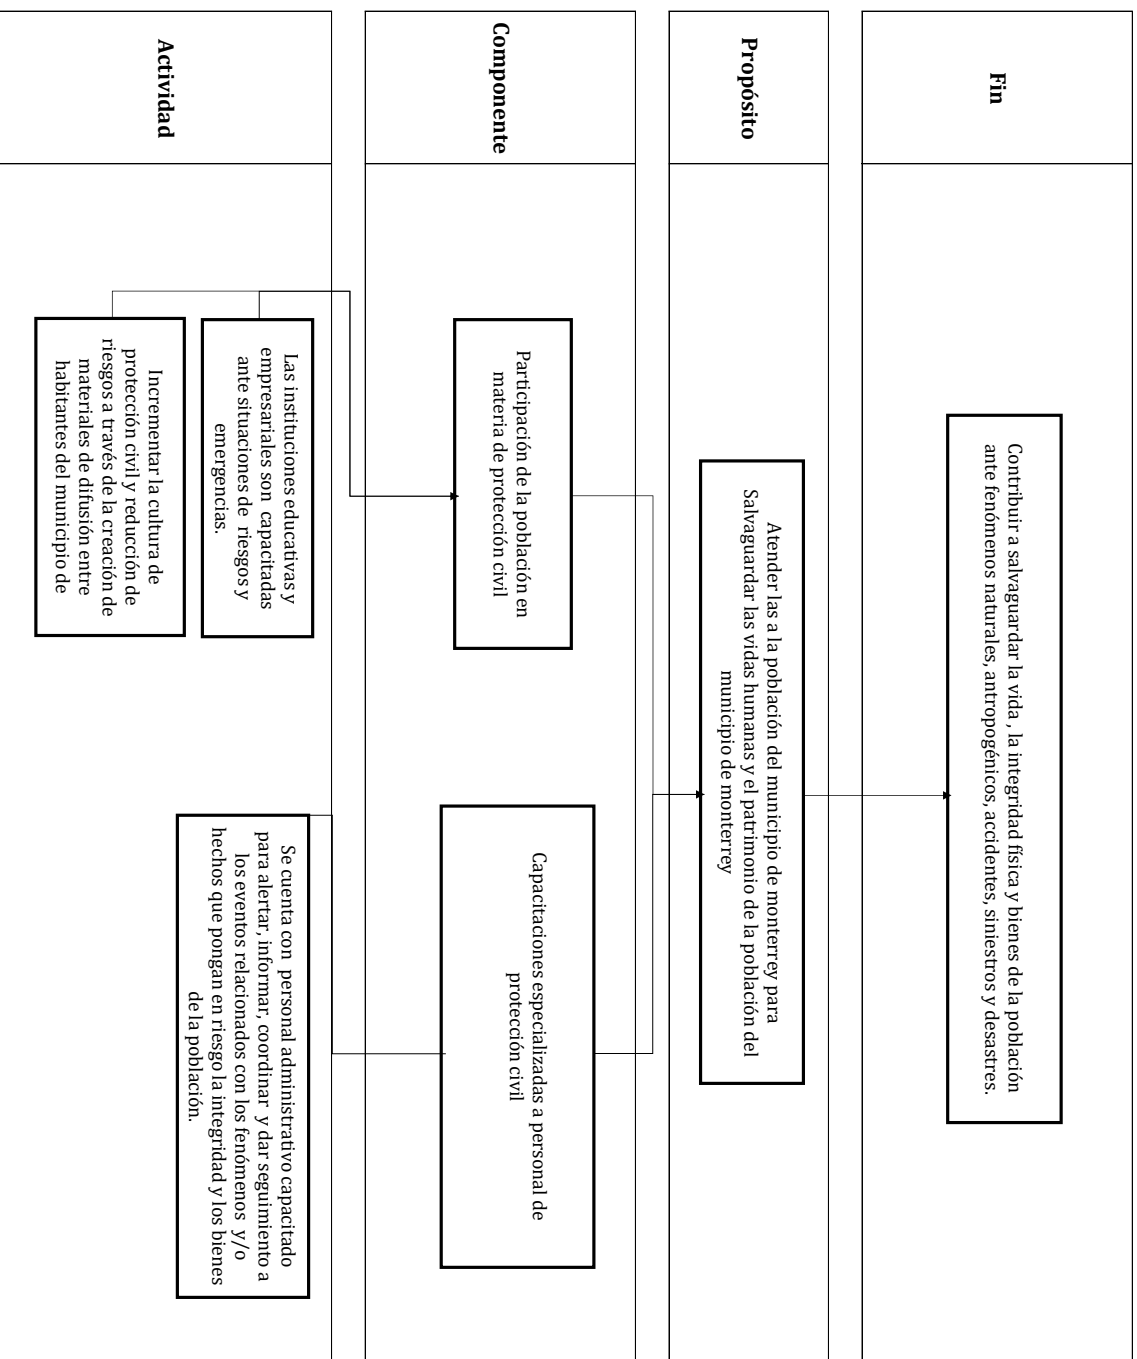 Fin
Contribuir a salvaguardar la vida , la integridad física y bienes de la población
ante fenómenos naturales, antropogénicos, accidentes, siniestros y desastres.
Propósito
Atender las a la población del municipio de monterrey para
Salvaguardar las vidas humanas y el patrimonio de la población del
municipio de monterrey
Componente
Participación de la población en
materia de protección civil
Capacitaciones especializadas a personal de
protección civil
Actividad
Las instituciones educativas y
empresariales son capacitadas
ante situaciones de riesgos y
emergencias.
Incrementar la cultura de
protección civil y reducción de
riesgos a través de la creación de
materiales de difusión entre
habitantes del municipio de
Se cuenta con personal administrativo capacitado
para alertar, informar, coordinar y dar seguimiento a
los eventos relacionados con los fenómenos y/o
hechos que pongan en riesgo la integridad y los bienes
de la población.